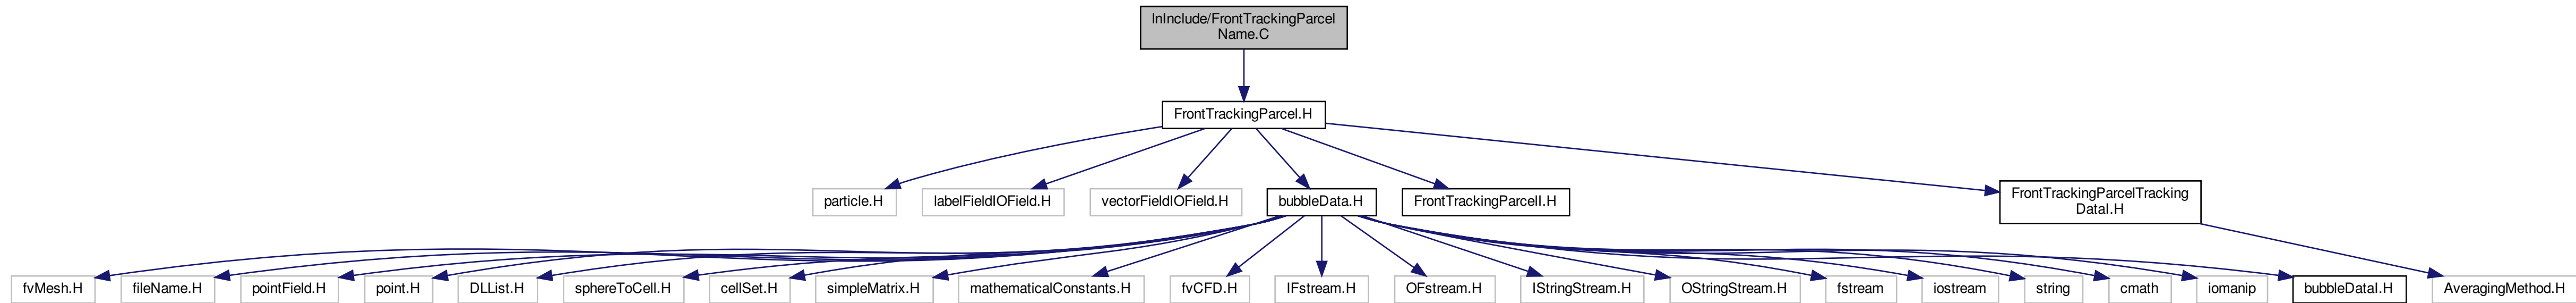 lnInclude/FrontTrackingParcel
Name.C
FrontTrackingParcel.H
particle.H
labelFieldIOField.H
vectorFieldIOField.H
bubbleData.H
FrontTrackingParcelI.H
FrontTrackingParcelTracking
DataI.H
fvMesh.H
fileName.H
pointField.H
point.H
DLList.H
sphereToCell.H
cellSet.H
simpleMatrix.H
mathematicalConstants.H
fvCFD.H
IFstream.H
OFstream.H
IStringStream.H
OStringStream.H
fstream
iostream
string
cmath
iomanip
bubbleDataI.H
AveragingMethod.H